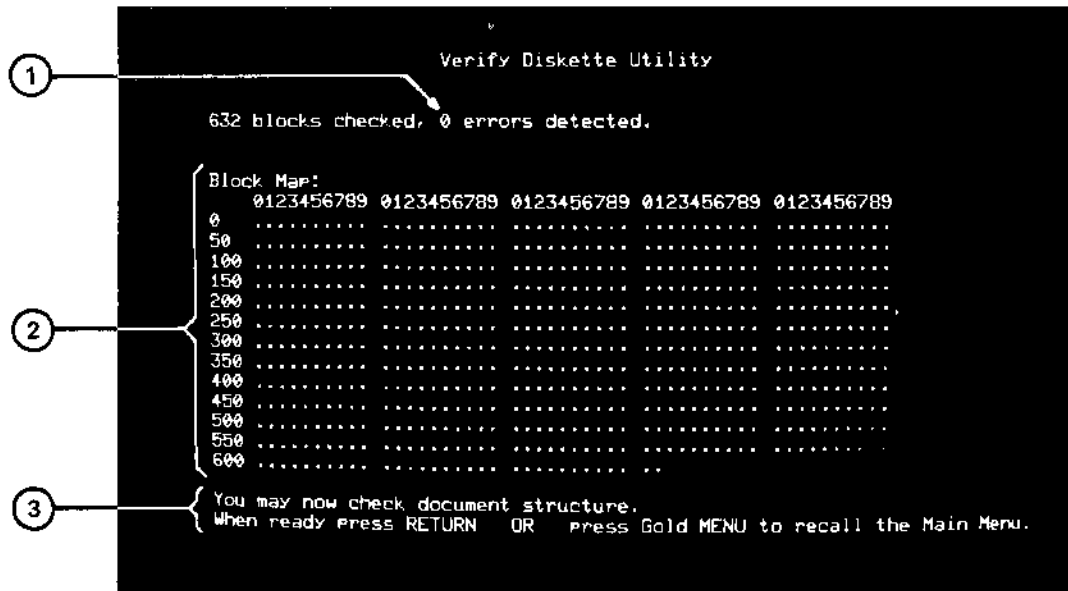 Verify Diskette Utility
1
632 blocks checked, 0 errors detected.
Block Map:
0123456789 0123456789 0123456789 0123456789 0123456789
0 .......... .......... .......... .......... ..........
50 .......... .......... .......... .......... ..........
100 .......... .......... .......... .......... ..........
150 .......... .......... .......... .......... ..........
200 .......... .......... .......... .......... ..........
250 .......... .......... .......... .......... ..........
2
300 .......... .......... .......... .......... ..........
350 .......... .......... .......... .......... ..........
400 .......... .......... .......... .......... ..........
450 .......... .......... .......... .......... ..........
500 .......... .......... .......... .......... ..........
550 .......... .......... .......... .......... ..........
600 .......... .......... .......... ..
3
You may now check document structure.
When ready press RETURN OR press Gold MENU to recall the Main Menu.